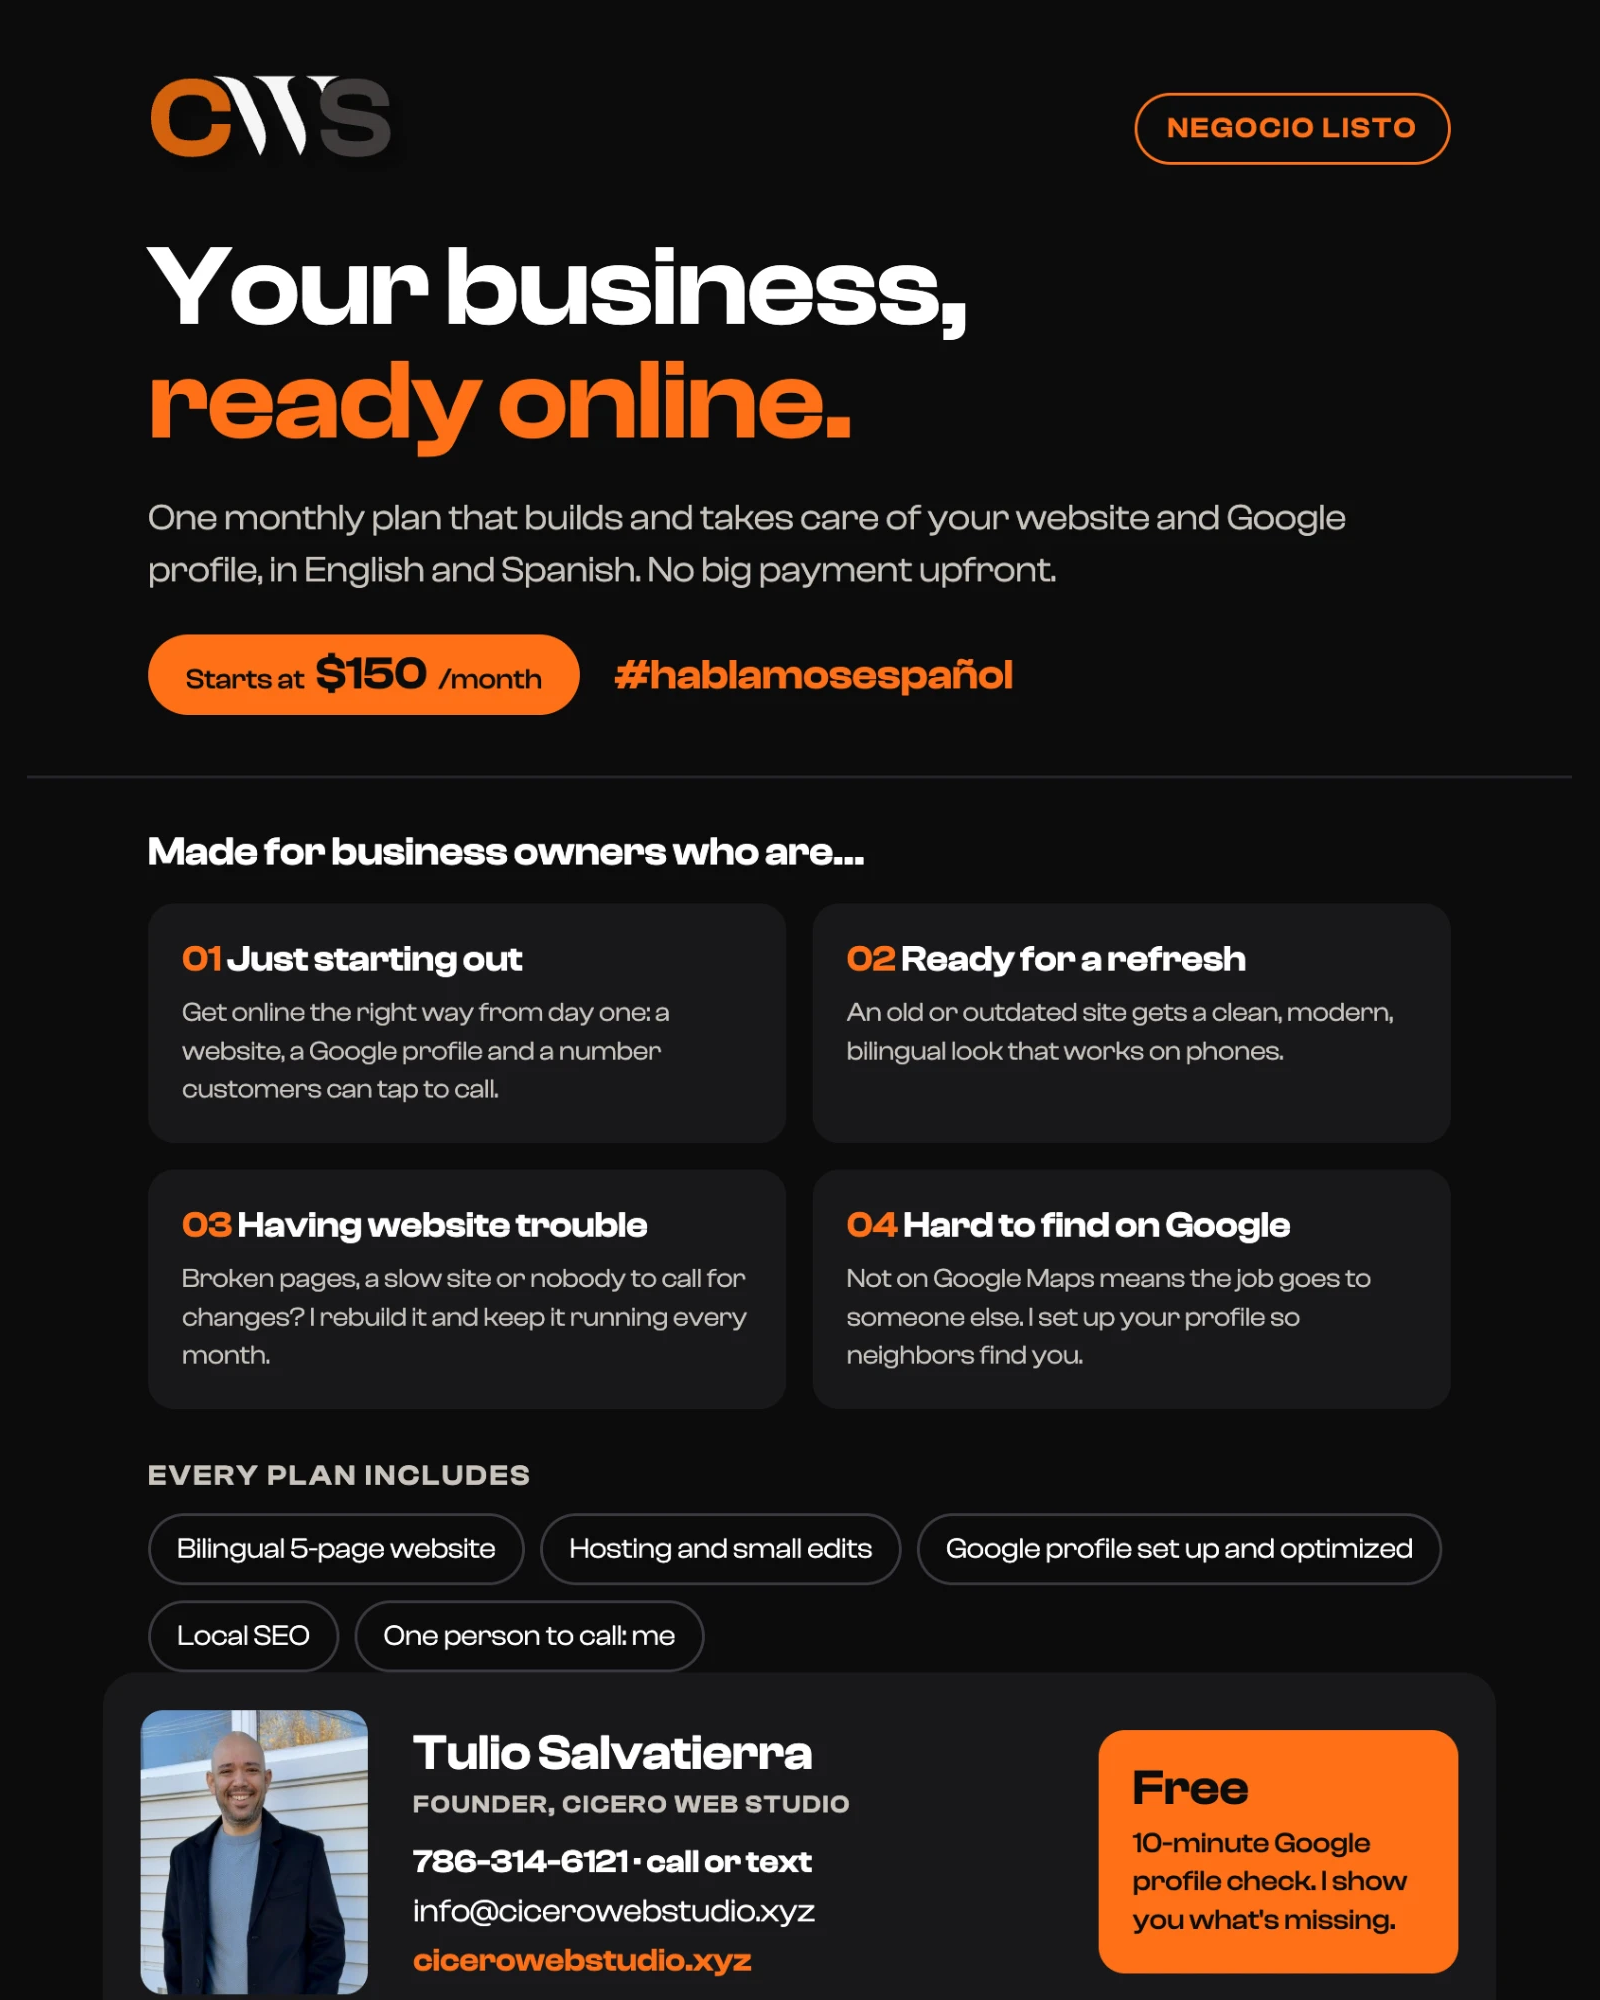 CWS
NEGOCIO LISTO
Your business,
ready online.
One monthly plan that builds and takes care of your website and Google
profile, in English and Spanish. No big payment upfront.
Starts at $150 /month
#hablamosespañol
Made for business owners who are...
01 Just starting out
Get online the right way from day one: a
website, a Google profile and a number
customers can tap to call.
02 Ready for a refresh
An old or outdated site gets a clean, modern,
bilingual look that works on phones.
03 Having website trouble
Broken pages, a slow site or nobody to call for
changes? I rebuild it and keep it running every
month.
04 Hard to find on Google
Not on Google Maps means the job goes to
someone else. I set up your profile so
neighbors find you.
EVERY PLAN INCLUDES
Bilingual 5-page website
Hosting and small edits
Google profile set up and optimized
Local SEO
One person to call: me
Tulio Salvatierra
FOUNDER, CICERO WEB STUDIO
786-314-6121 · call or text
info@cicerowebstudio.xyz
cicerowebstudio.xyz
Free
10-minute Google
profile check. I show
you what's missing.